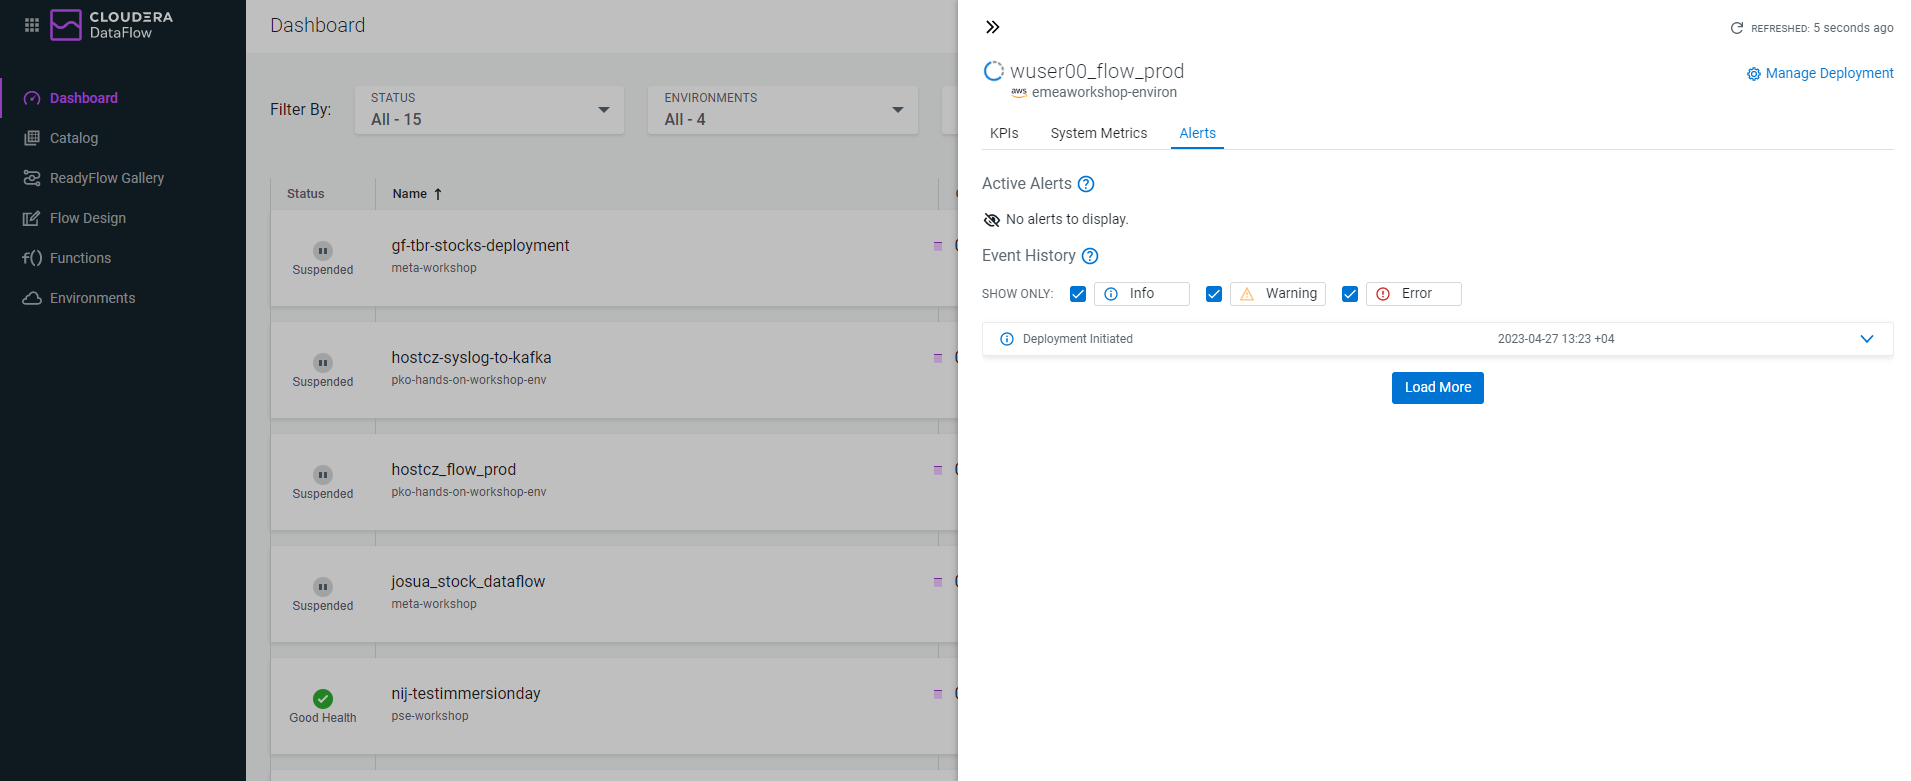 CLOUDERA
DataFlow
Dashboard
Catalog
ReadyFlow Gallery
Flow Design
Functions
Environments
Dashboard
Filter By:
STATUS
All - 15
ENVIRONMENTS
All - 4
Status
Name
Suspended
gf-tbr-stocks-deployment
meta-workshop
Suspended
hostcz-syslog-to-kafka
pko-hands-on-workshop-env
Suspended
hostcz_flow_prod
pko-hands-on-workshop-env
Suspended
josua_stock_dataflow
meta-workshop
Good Health
nij-testimmersionday
pse-workshop
REFRESHED: 5 seconds ago
wuser00_flow_prod
Manage Deployment
aws emeaworkshop-environ
KPIs System Metrics Alerts
Active Alerts
No alerts to display.
Event History
SHOW ONLY: Info Warning Error
Deployment Initiated 2023-04-27 13:23 +04
Load More